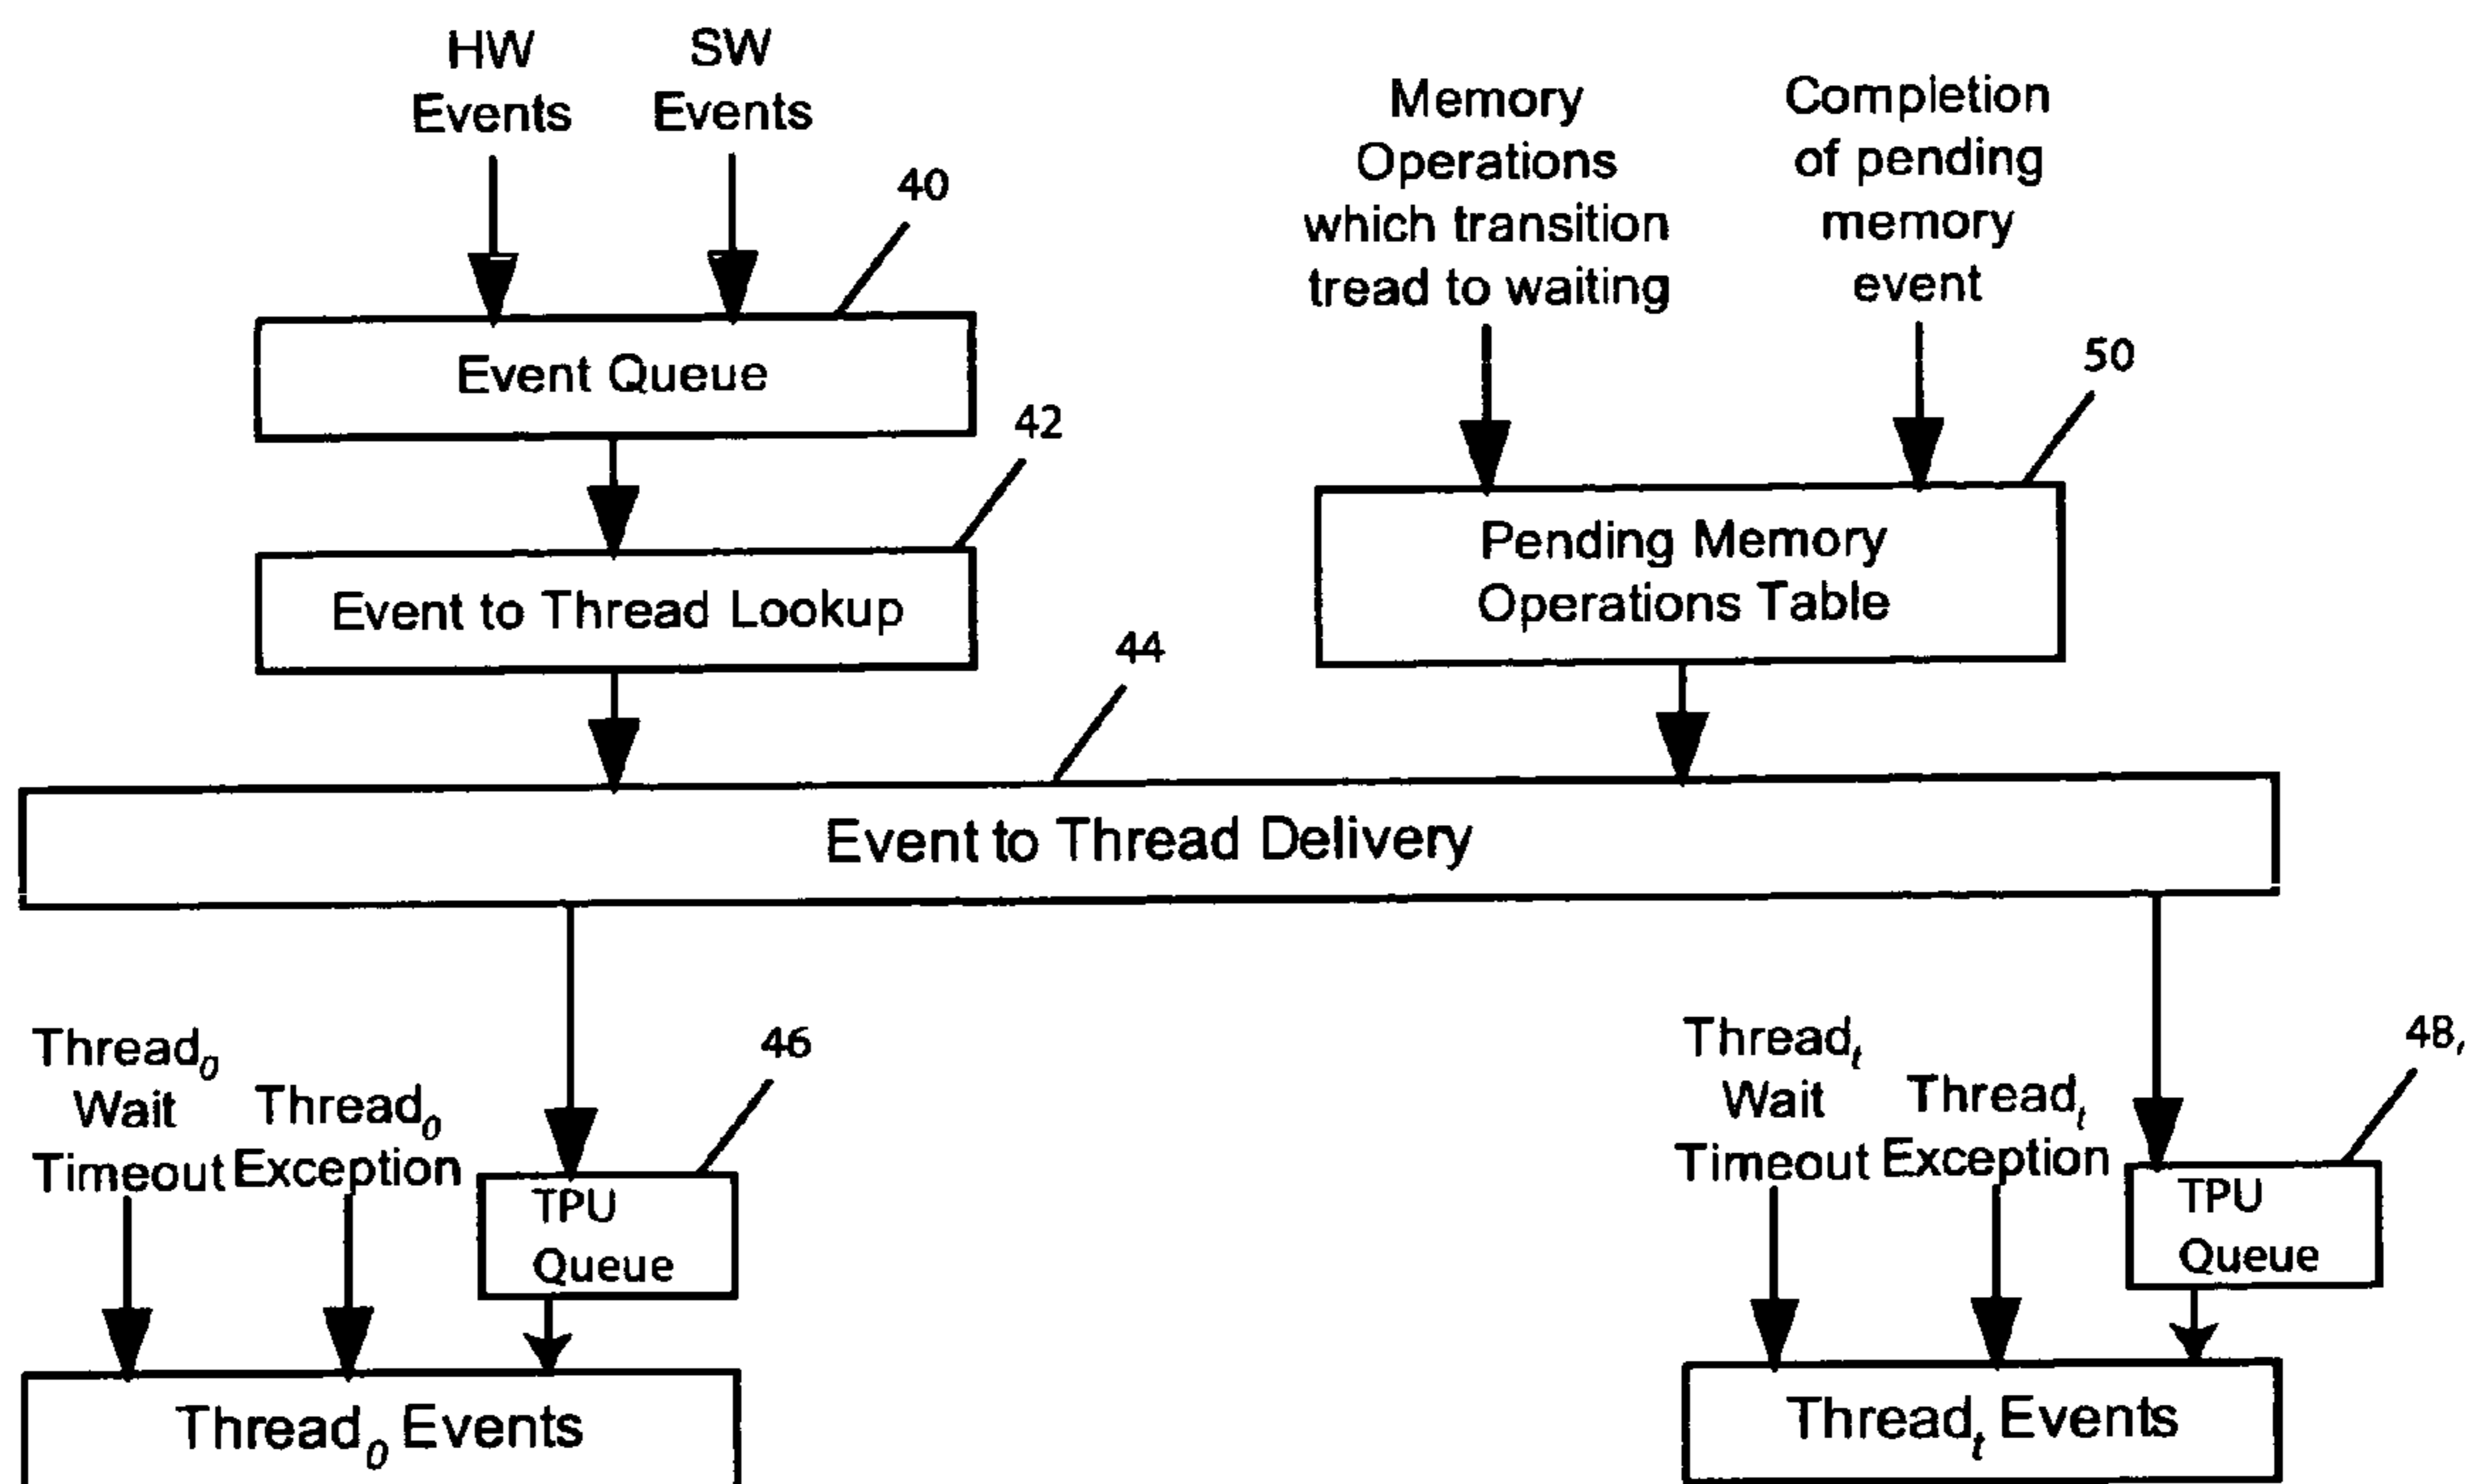 HW
Events
SW
Events
Memory
Operations
which transition
tread to waiting
Completion
of pending
memory
event
40
Event Queue
42
Event to Thread Lookup
50
Pending Memory
Operations Table
44
Event to Thread Delivery
Thread0
Wait
Timeout
Thread0
Exception
46
TPU
Queue
Thread0 Events
Threadt
Wait
Timeout
Threadt
Exception
48,
TPU
Queue
Threadt Events